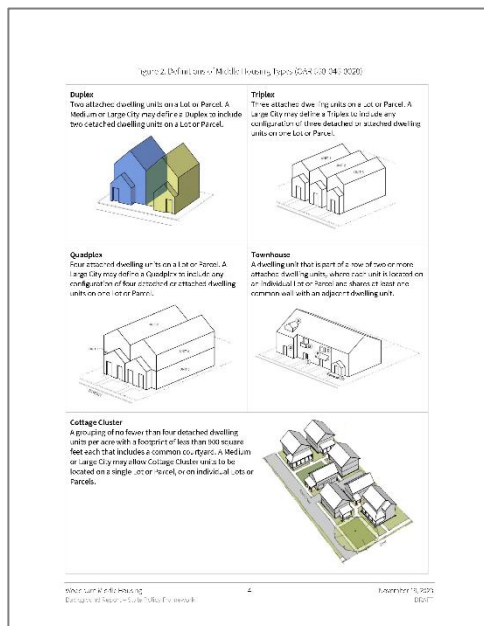 Figure 2. Definitions of Middle Housing Types (OAR 660-046-0020)
Duplex
Two attached dwelling units on a Lot or Parcel. A
Medium or Large City may define a Duplex to include
two detached dwelling units on a Lot or Parcel.
Triplex
Three attached dwelling units on a Lot or Parcel. A
Large City may define a Triplex to include any
configuration of three detached or attached dwelling
units on one Lot or Parcel.
Quadplex
Four attached dwelling units on a Lot or Parcel. A
Large City may define a Quadplex to include any
configuration of four detached or attached dwelling
units on one Lot or Parcel.
Townhouse
A dwelling unit that is part of a row of two or more
attached dwelling units, where each unit is located on
an individual Lot or Parcel and shares at least one
common wall with an adjacent dwelling unit.
Cottage Cluster
A grouping of no fewer than four detached dwelling
units per acre with a footprint of less than 900 square
feet each that includes a common courtyard. A Medium
or Large City may allow Cottage Cluster units to be
located on a single Lot or Parcel, or on individual Lots or
Parcels.
Middle Housing
4
November 2021
Background Report – State Policy Framework
DRAFT